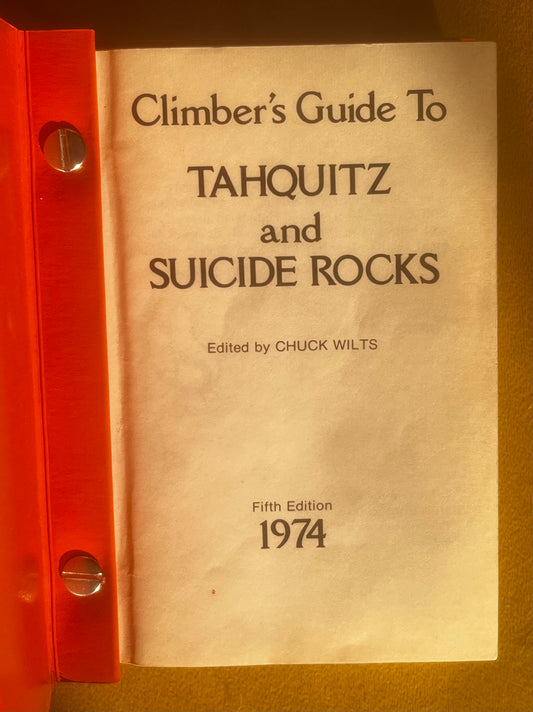 Climber's Guide To
TAHQUITZ
and
SUICIDE ROCKS
Edited by CHUCK WILTS
Fifth Edition
1974